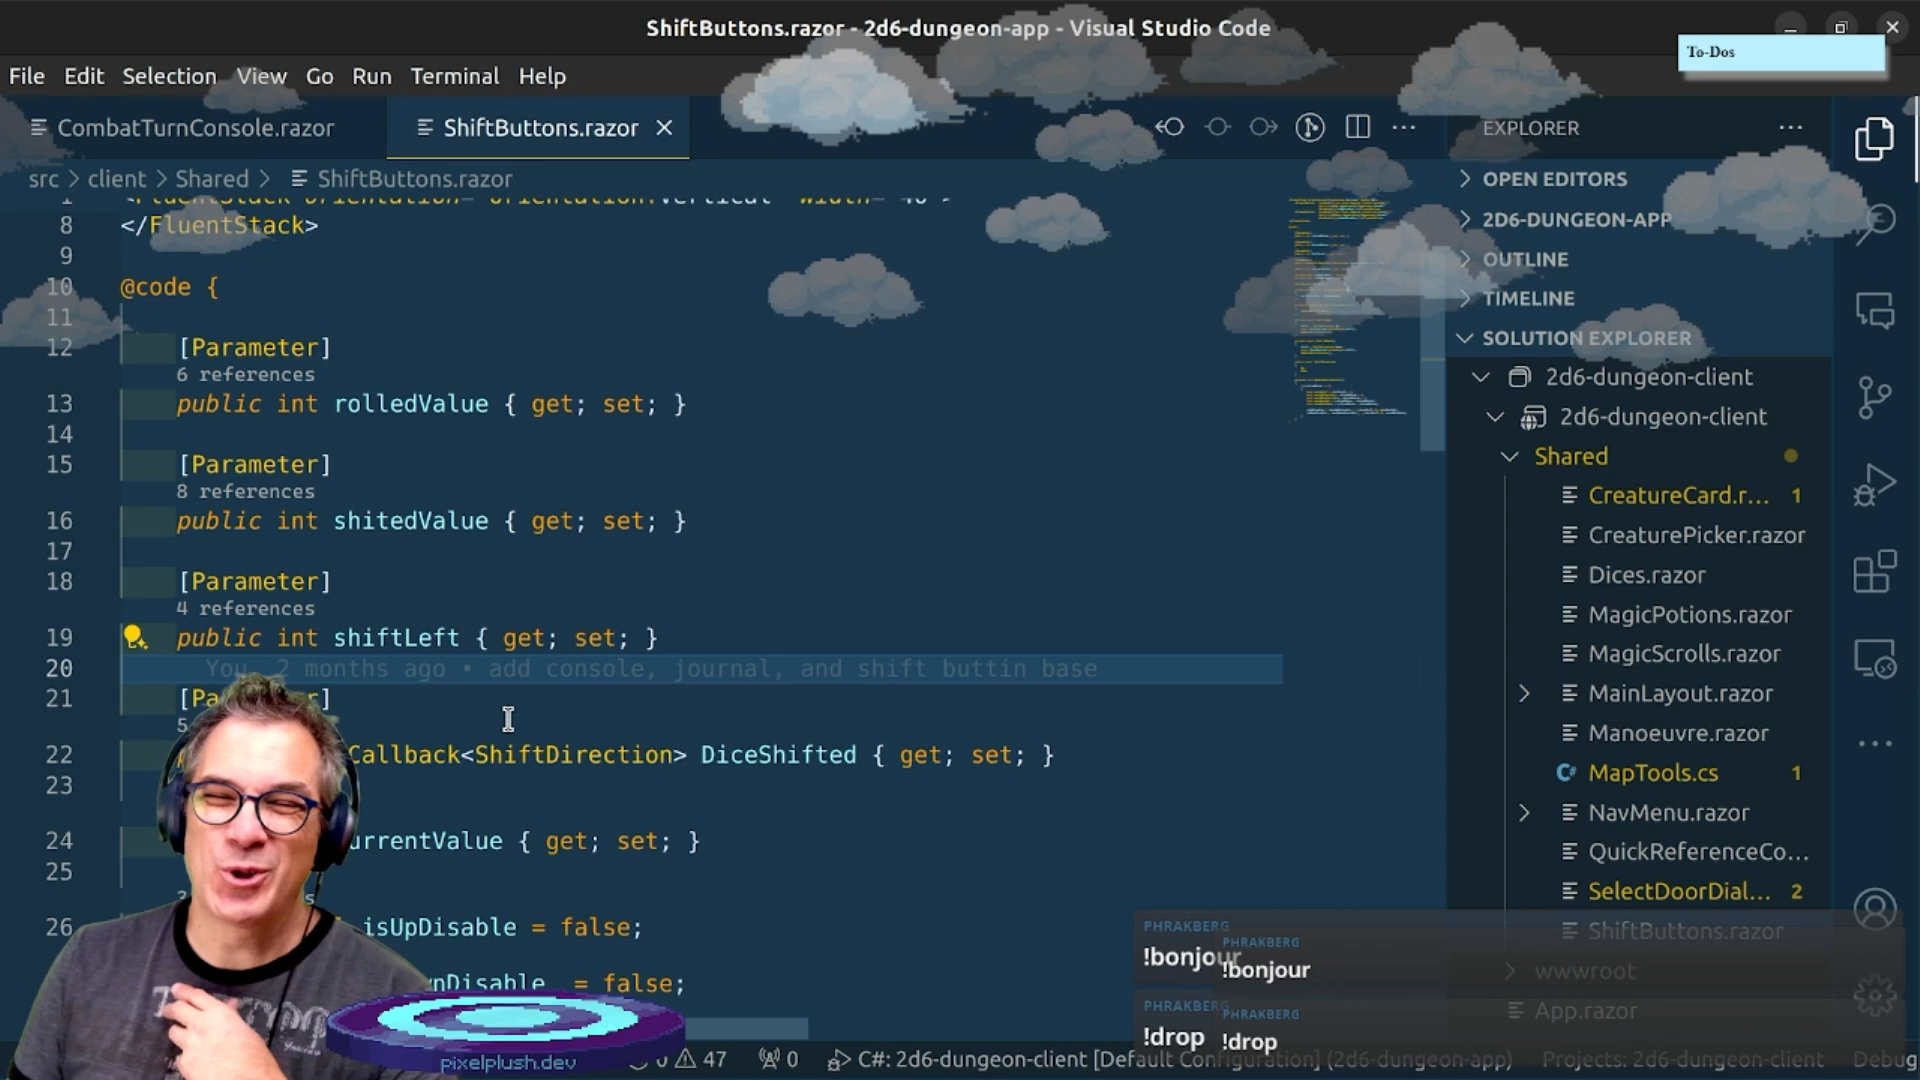 ShiftButtons.razor - 2d6-dungeon-app - Visual Studio Code
To-Dos
File Edit Selection View Go Run Terminal Help
CombatTurnConsole.razor
ShiftButtons.razor
src > client > Shared > ShiftButtons.razor
8 </FluentStack>
9
10 @code {
11
12 [Parameter]
6 references
13 public int rolledValue { get; set; }
14
15 [Parameter]
8 references
16 public int shitedValue { get; set; }
17
18 [Parameter]
4 references
19 public int shiftLeft { get; set; }
20 You, 2 months ago • add console, journal, and shift buttin base
21 [Pa r]
5
22 Callback<ShiftDirection> DiceShifted { get; set; }
23
24 urrentValue { get; set; }
25
26 isUpDisable = false;
wnDisable = false;
EXPLORER
OPEN EDITORS
2D6-DUNGEON-APP
OUTLINE
TIMELINE
SOLUTION EXPLORER
2d6-dungeon-client
2d6-dungeon-client
Shared
CreatureCard.r... 1
CreaturePicker.razor
Dices.razor
MagicPotions.razor
MagicScrolls.razor
MainLayout.razor
Manoeuvre.razor
MapTools.cs 1
NavMenu.razor
QuickReferenceCo...
SelectDoorDial... 2
ShiftButtons.razor
wwwroot
App.razor
PHRAKBERG
!bonjour
PHRAKBERG
!bonjour
PHRAKBERG
!drop
PHRAKBERG
!drop
pixelplush.dev
0 47 0 C#: 2d6-dungeon-client [Default Configuration] (2d6-dungeon-app) Projects: 2d6-dungeon-client Debug